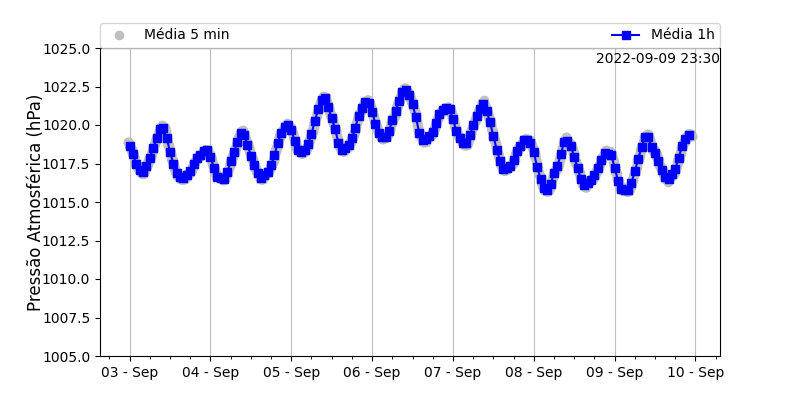 Média 5 min
Média 1h
2022-09-09 23:30
Pressão Atmosférica (hPa)
1025.0
1022.5
1020.0
1017.5
1015.0
1012.5
1010.0
1007.5
1005.0
03 - Sep
04 - Sep
05 - Sep
06 - Sep
07 - Sep
08 - Sep
09 - Sep
10 - Sep